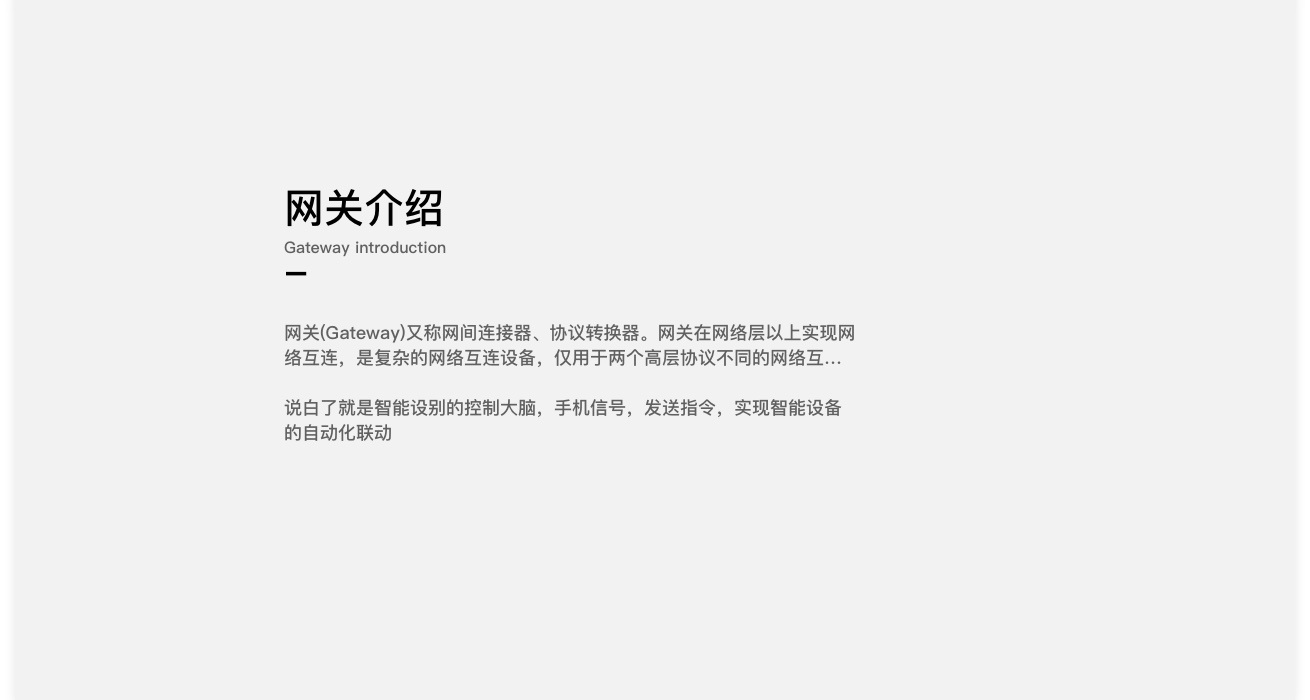 网关介绍
Gateway introduction
网关(Gateway)又称网间连接器、协议转换器。网关在网络层以上实现网
络互连，是复杂的网络互连设备，仅用于两个高层协议不同的网络互...
说白了就是智能设别的控制大脑，手机信号，发送指令，实现智能设备
的自动化联动